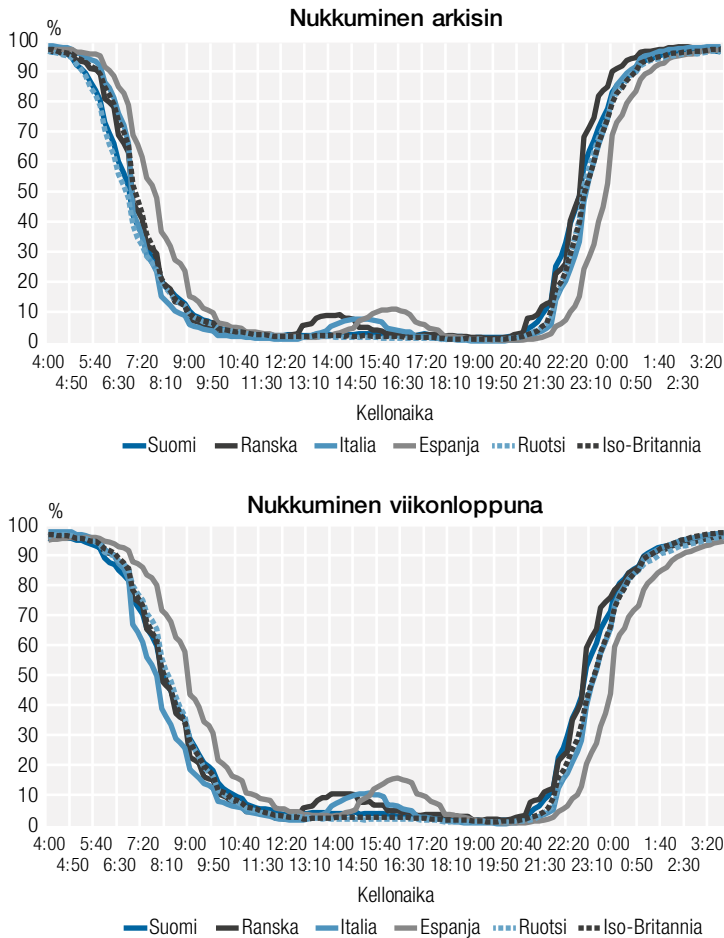 Nukkuminen arkisin
%
100
90
80
70
60
50
40
30
20
10
0
4:00 5:40 7:20 9:00 10:40 12:20 14:00 15:40 17:20 19:00 20:40 22:20 0:00 1:40 3:20
4:50 6:30 8:10 9:50 11:30 13:10 14:50 16:30 18:10 19:50 21:30 23:10 0:50 2:30
Kellonaika
Suomi Ranska Italia Espanja Ruotsi Iso-Britannia
Nukkuminen viikonloppuna
%
100
90
80
70
60
50
40
30
20
10
0
4:00 5:40 7:20 9:00 10:40 12:20 14:00 15:40 17:20 19:00 20:40 22:20 0:00 1:40 3:20
4:50 6:30 8:10 9:50 11:30 13:10 14:50 16:30 18:10 19:50 21:30 23:10 0:50 2:30
Kellonaika
Suomi Ranska Italia Espanja Ruotsi Iso-Britannia